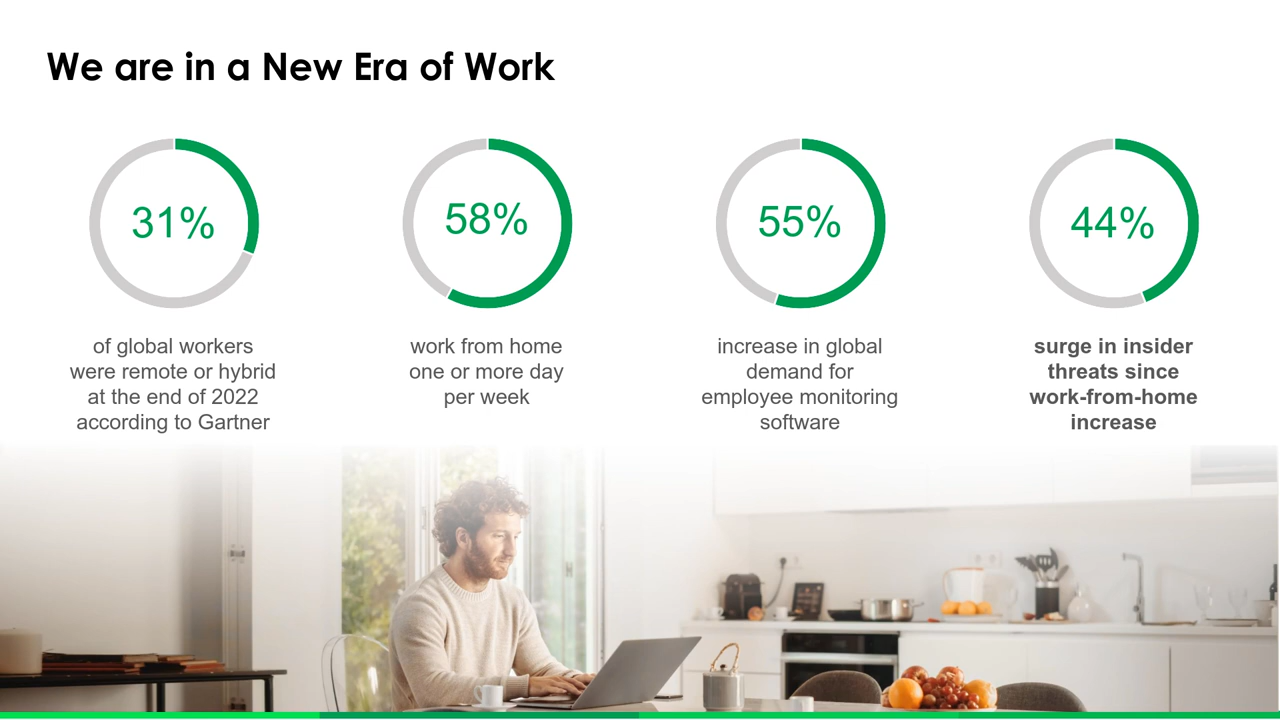 We are in a New Era of Work
31%
58%
55%
44%
of global workers
were remote or hybrid
at the end of 2022
according to Gartner
work from home
one or more day
per week
increase in global
demand for
employee monitoring
software
surge in insider
threats since
work-from-home
increase